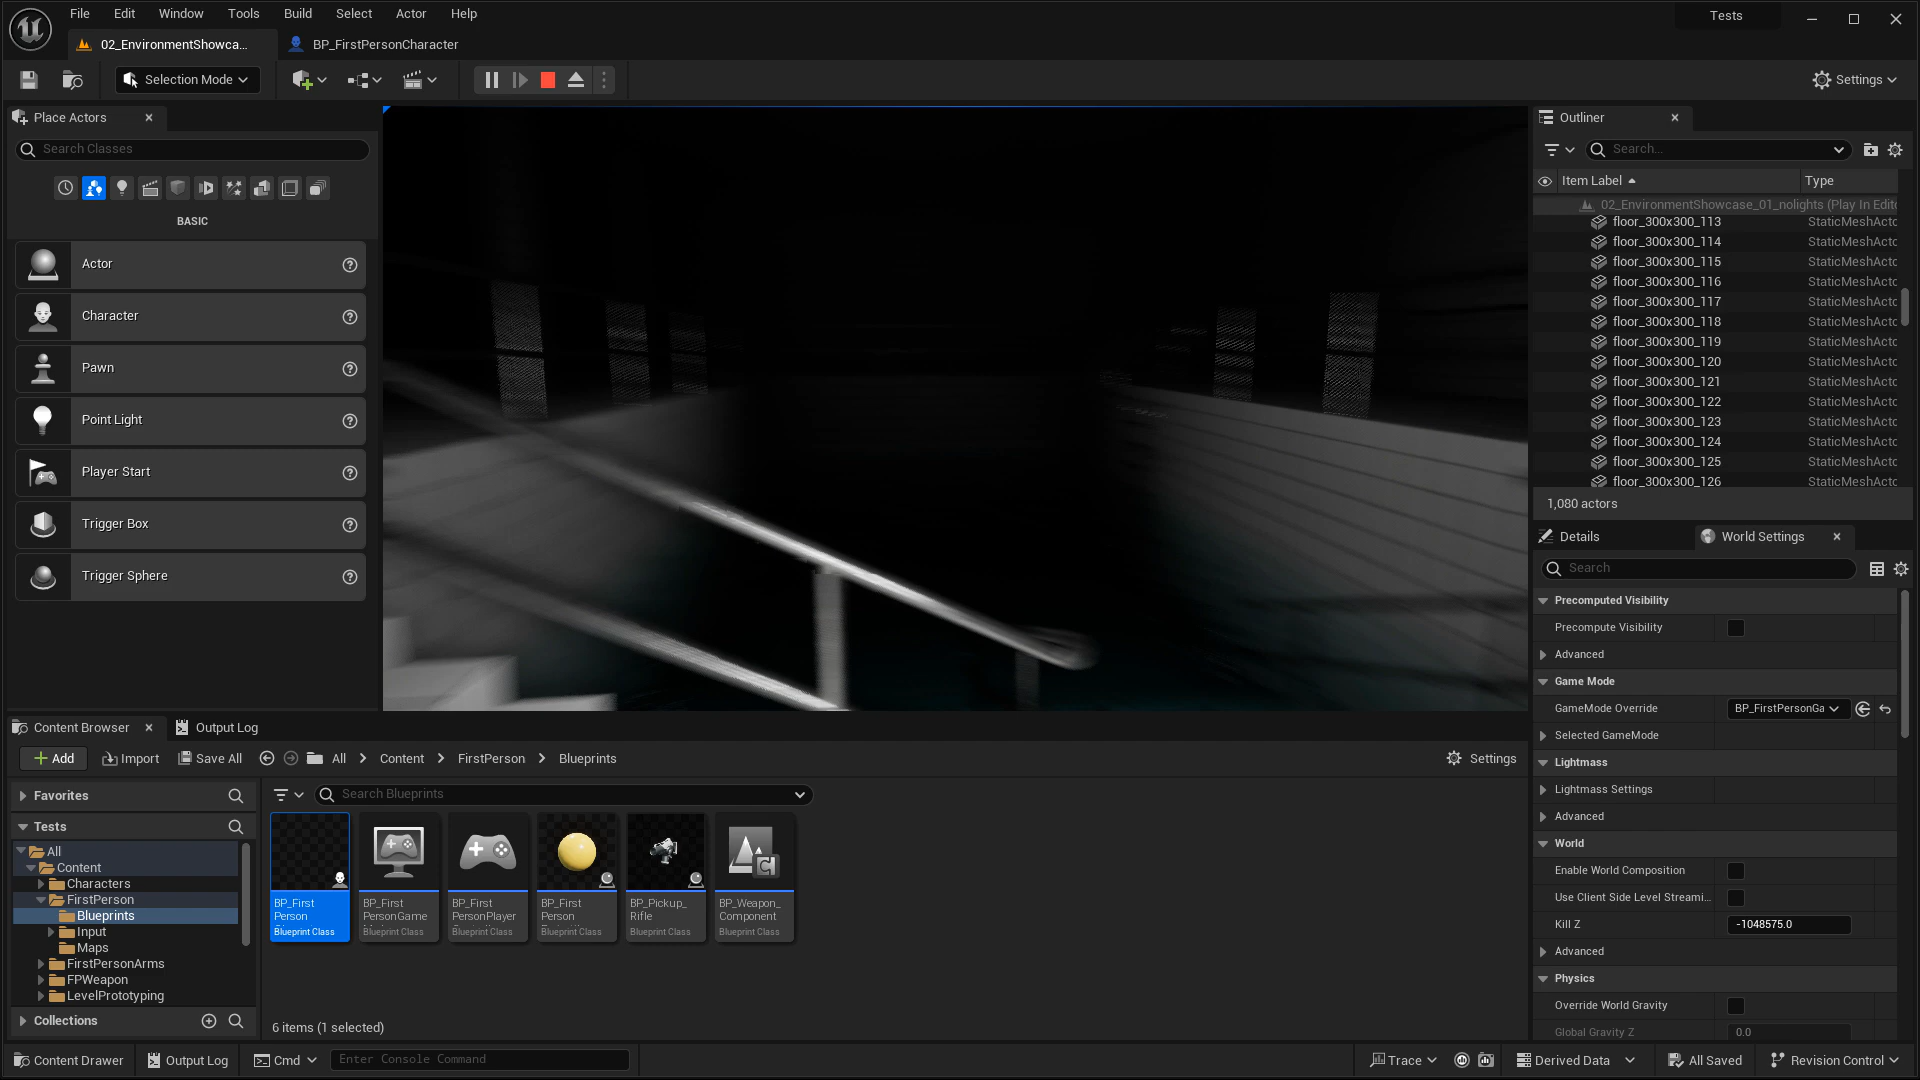 File Edit Window Tools Build Select Actor Help
Tests
02_EnvironmentShowca...
BP_FirstPersonCharacter
Selection Mode
Settings
Place Actors
Search Classes
BASIC
Actor
Character
Pawn
Point Light
Player Start
Trigger Box
Trigger Sphere
Outliner
Search...
Item Label
Type
02_EnvironmentShowcase_01_nolights (Play In Edito
floor_300x300_113 StaticMeshActo
floor_300x300_114 StaticMeshActo
floor_300x300_115 StaticMeshActo
floor_300x300_116 StaticMeshActo
floor_300x300_117 StaticMeshActo
floor_300x300_118 StaticMeshActo
floor_300x300_119 StaticMeshActo
floor_300x300_120 StaticMeshActo
floor_300x300_121 StaticMeshActo
floor_300x300_122 StaticMeshActo
floor_300x300_123 StaticMeshActo
floor_300x300_124 StaticMeshActo
floor_300x300_125 StaticMeshActo
floor_300x300_126 StaticMeshActo
1,080 actors
Details
World Settings
Search
Precomputed Visibility
Precompute Visibility
Advanced
Game Mode
GameMode Override BP_FirstPersonGa
Selected GameMode
Lightmass
Lightmass Settings
Advanced
World
Enable World Composition
Use Client Side Level Streami...
Kill Z -1048575.0
Advanced
Physics
Override World Gravity
Global Gravity Z 0.0
Content Browser
Output Log
Add
Import
Save All
All
Content
FirstPerson
Blueprints
Settings
Favorites
Tests
All
Content
Characters
FirstPerson
Blueprints
Input
Maps
FirstPersonArms
FPWeapon
LevelPrototyping
Collections
Search Blueprints
BP_First
Person
Blueprint Class
BP_First
PersonGame
Blueprint Class
BP_First
PersonPlayer
Blueprint Class
BP_First
Person
Blueprint Class
BP_Pickup_
Rifle
Blueprint Class
BP_Weapon_
Component
Blueprint Class
6 items (1 selected)
Content Drawer
Output Log
Cmd
Enter Console Command
Trace
Derived Data
All Saved
Revision Control